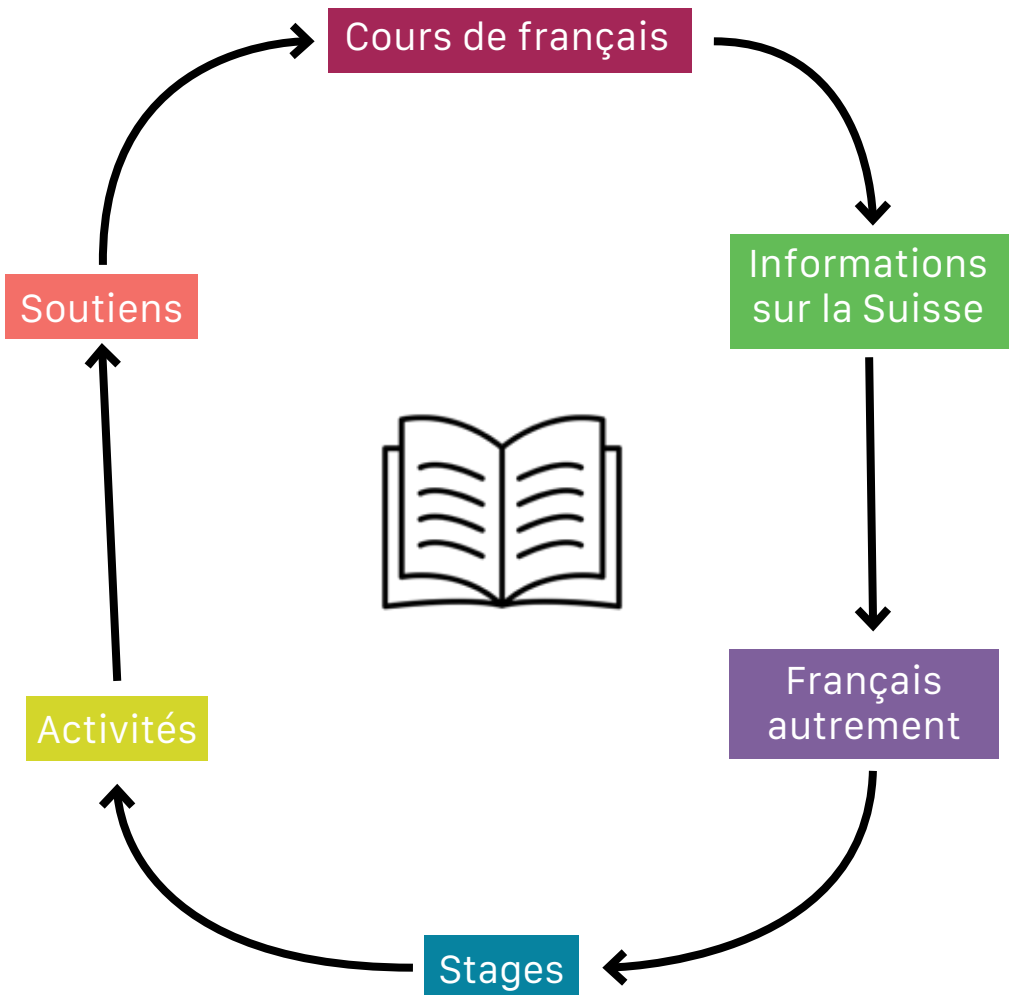 Cours de français
Informations
sur la Suisse
Français
autrement
Stages
Activités
Soutiens